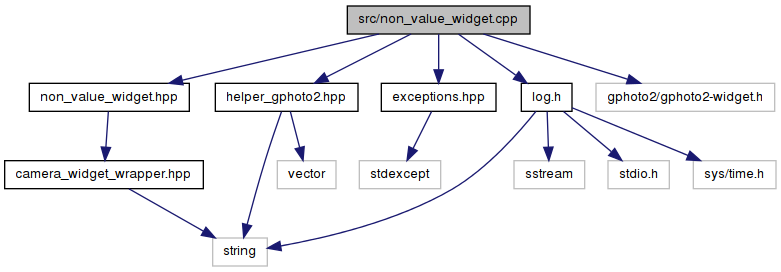 src/non_value_widget.cpp
non_value_widget.hpp
helper_gphoto2.hpp
exceptions.hpp
log.h
gphoto2/gphoto2-widget.h
camera_widget_wrapper.hpp
vector
stdexcept
sstream
stdio.h
sys/time.h
string